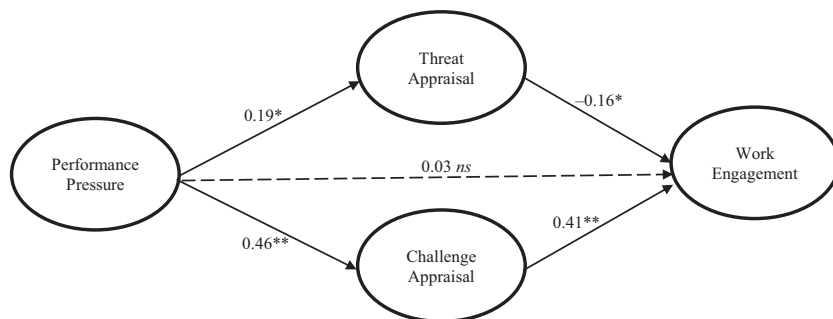 Threat
Appraisal
0.19*
–0.16*
Performance
Pressure
0.03 ns
Work
Engagement
0.46**
0.41**
Challenge
Appraisal